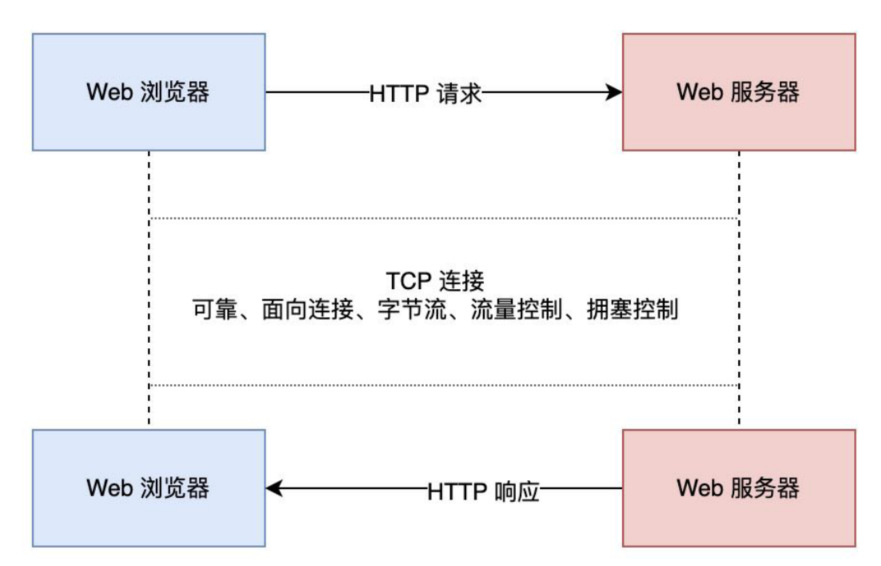 Web 浏览器
HTTP 请求
Web 服务器
TCP 连接
可靠、面向连接、字节流、流量控制、拥塞控制
Web 浏览器
HTTP 响应
Web 服务器